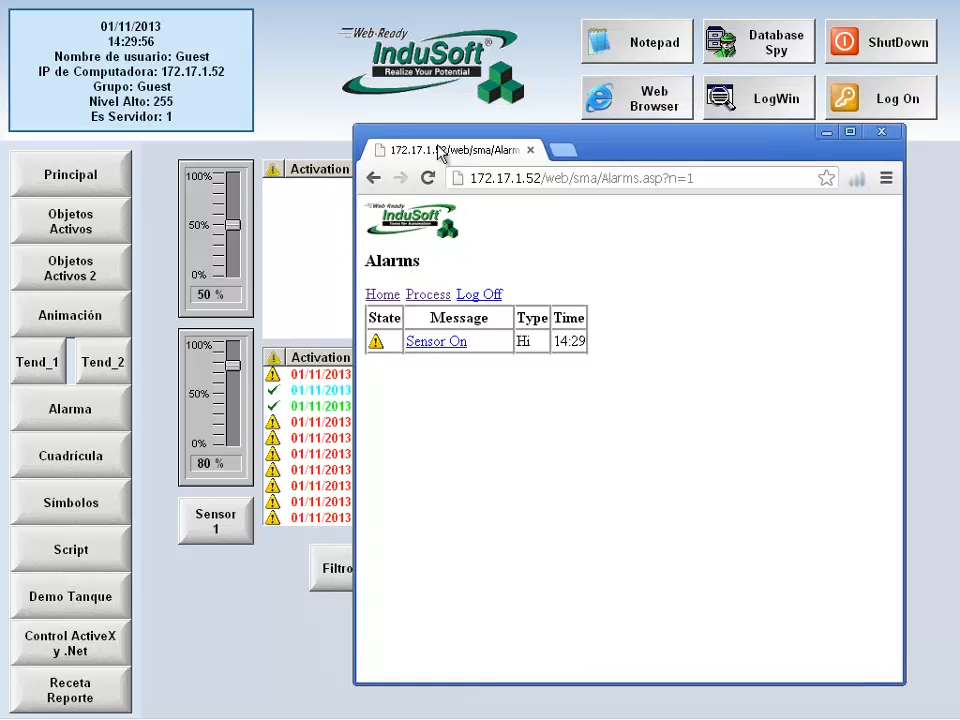 01/11/2013
14:29:56
Nombre de usuario: Guest
IP de Computadora: 172.17.1.52
Grupo: Guest
Nivel Alto: 255
Es Servidor: 1
Web-Ready
InduSoft®
Realize Your Potential
Notepad
Database
Spy
ShutDown
Web
Browser
LogWin
Log On
Principal
Objetos
Activos
Objetos
Activos 2
Animación
Tend_1
Tend_2
Alarma
Cuadrícula
Símbolos
Script
Demo Tanque
Control ActiveX
y .Net
Receta
Reporte
100%
50%
0%
50 %
100%
50%
0%
80 %
Sensor
1
Activation
Activation
01/11/2013
01/11/2013
01/11/2013
01/11/2013
01/11/2013
01/11/2013
01/11/2013
01/11/2013
01/11/2013
01/11/2013
Filtro
/web/sma/Alarm
172.17.1.52/web/sma/Alarms.asp?n=1
Web-Ready
InduSoft
Alarms
Home Process Log Off
State Message Type Time
Sensor On Hi 14:29